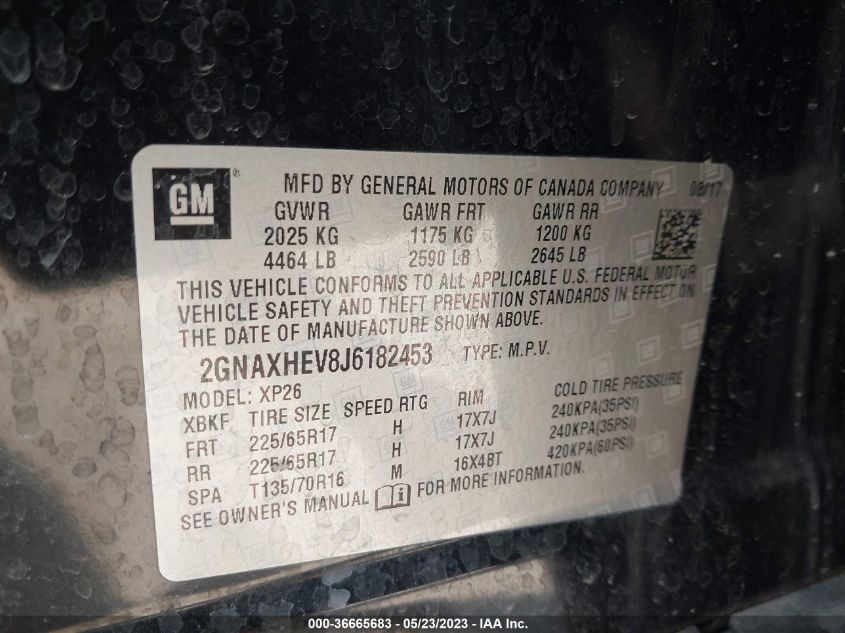 GM®
MFD BY GENERAL MOTORS OF CANADA COMPANY 08/17
GVWR GAWR FRT GAWR RR
2025 KG 1175 KG 1200 KG
4464 LB 2590 LB 2645 LB
THIS VEHICLE CONFORMS TO ALL APPLICABLE U.S. FEDERAL MOTOR
VEHICLE SAFETY AND THEFT PREVENTION STANDARDS IN EFFECT ON
THE DATE OF MANUFACTURE SHOWN ABOVE.
2GNAXHEV8J6182453 TYPE: M.P.V.
MODEL: XP26
XBKF TIRE SIZE SPEED RTG RIM COLD TIRE PRESSURE
FRT 225/65R17 H 17X7J 240KPA(35PSI)
RR 225/65R17 H 17X7J 240KPA(35PSI)
SPA T135/70R16 M 16X4BT 420KPA(60PSI)
SEE OWNER'S MANUAL FOR MORE INFORMATION.
000-36665683 / 05/23/2023 - IAA Inc.